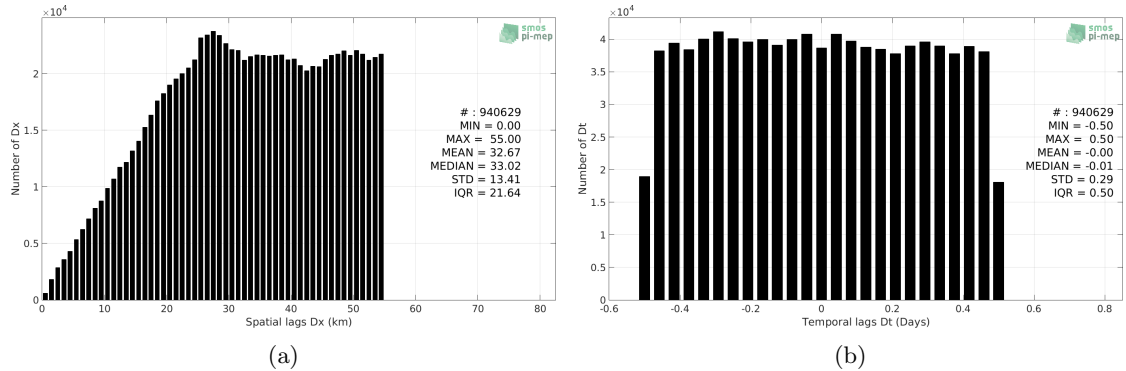 ×10⁴
2
1.5
1
0.5
0
Number of Dx
0 10 20 30 40 50 60 70 80
Spatial lags Dx (km)
smos
pi-mep
# : 940629
MIN = 0.00
MAX = 55.00
MEAN = 32.67
MEDIAN = 33.02
STD = 13.41
IQR = 21.64
(a)
×10⁴
4
3.5
3
2.5
2
1.5
1
0.5
0
Number of Dt
-0.6 -0.4 -0.2 0 0.2 0.4 0.6 0.8
Temporal lags Dt (Days)
smos
pi-mep
# : 940629
MIN = -0.50
MAX = 0.50
MEAN = -0.00
MEDIAN = -0.01
STD = 0.29
IQR = 0.50
(b)